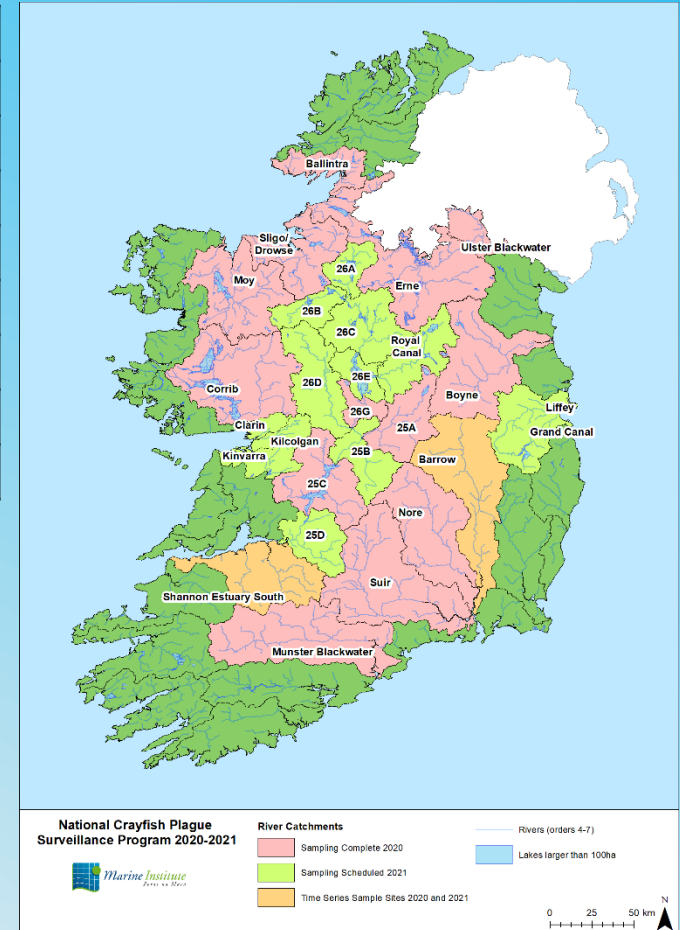 Ballintra
Sligo/
Drowse
Ulster Blackwater
26A
Moy
Erne
26B
26C
Royal
Canal
26E
26D
Corrib
Boyne
26G
Liffey
Clarin
25A
Grand Canal
Kilcolgan
25B
Kinvarra
Barrow
25C
Nore
25D
Suir
Shannon Estuary South
Munster Blackwater
National Crayfish Plague
Surveillance Program 2020-2021
Marine Institute
Foras na Mara
River Catchments
Sampling Complete 2020
Sampling Scheduled 2021
Time Series Sample Sites 2020 and 2021
Rivers (orders 4-7)
Lakes larger than 100ha
N
0 25 50 km